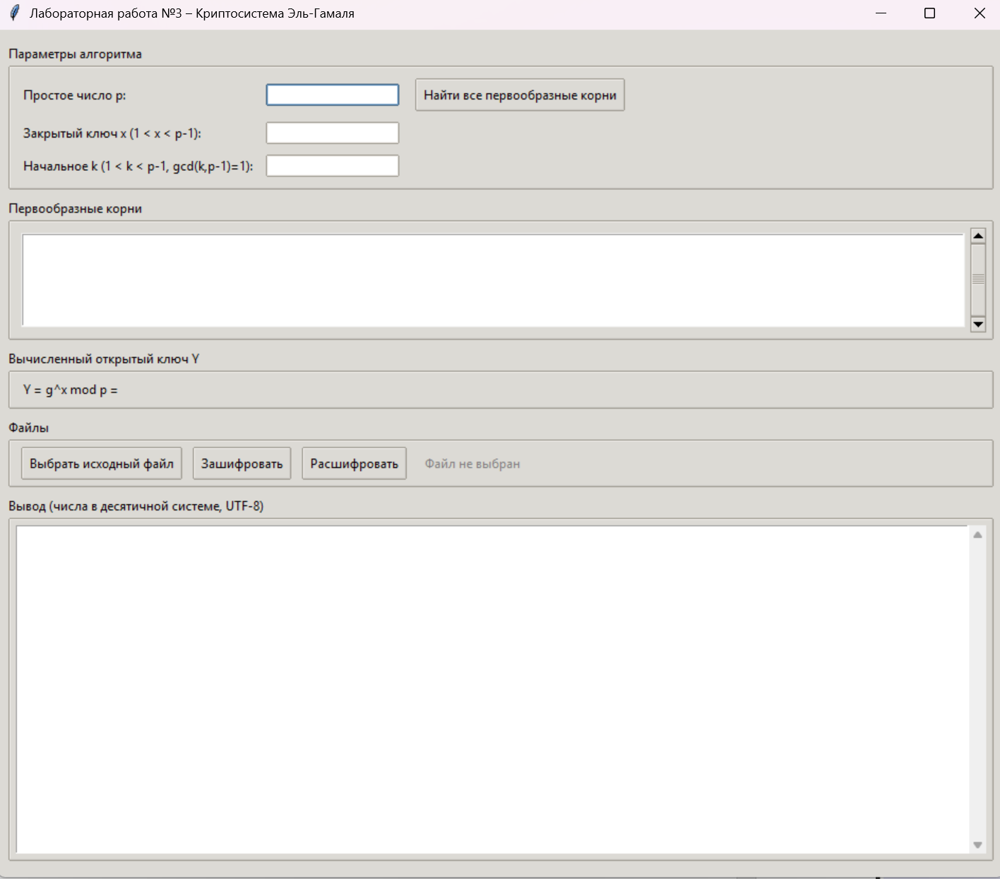 Лабораторная работа №3 – Криптосистема Эль-Гамаля
Параметры алгоритма
Простое число p:
Найти все первообразные корни
Закрытый ключ x (1 < x < p-1):
Начальное k (1 < k < p-1, gcd(k,p-1)=1):
Первообразные корни
Вычисленный открытый ключ Y
Y = g^x mod p =
Файлы
Выбрать исходный файл
Зашифровать
Расшифровать
Файл не выбран
Вывод (числа в десятичной системе, UTF-8)